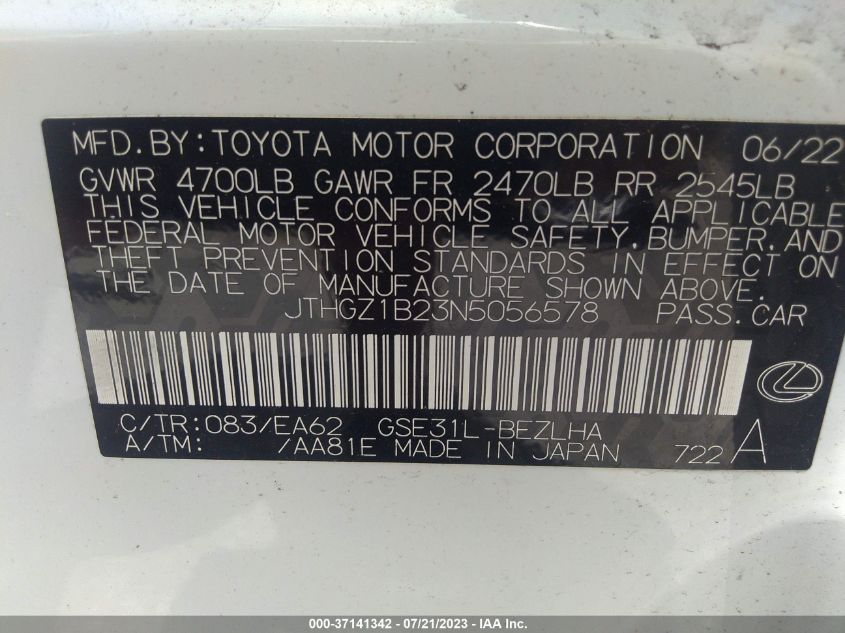 MFD.BY:TOYOTA MOTOR CORPORATION 06/22
GVWR 4700LB GAWR FR 2470LB RR 2545LB
THIS VEHICLE CONFORMS TO ALL APPLICABLE
FEDERAL MOTOR VEHICLE SAFETY,BUMPER,AND
THEFT PREVENTION STANDARDS IN EFFECT ON
THE DATE OF MANUFACTURE SHOWN ABOVE.
JTHGZ1B23N5056578 PASS.CAR
C/TR:083/EA62 GSE31L-BEZLHA
A/TM: /AA81E MADE IN JAPAN 722 A
000-37141342 - 07/21/2023 - IAA Inc.